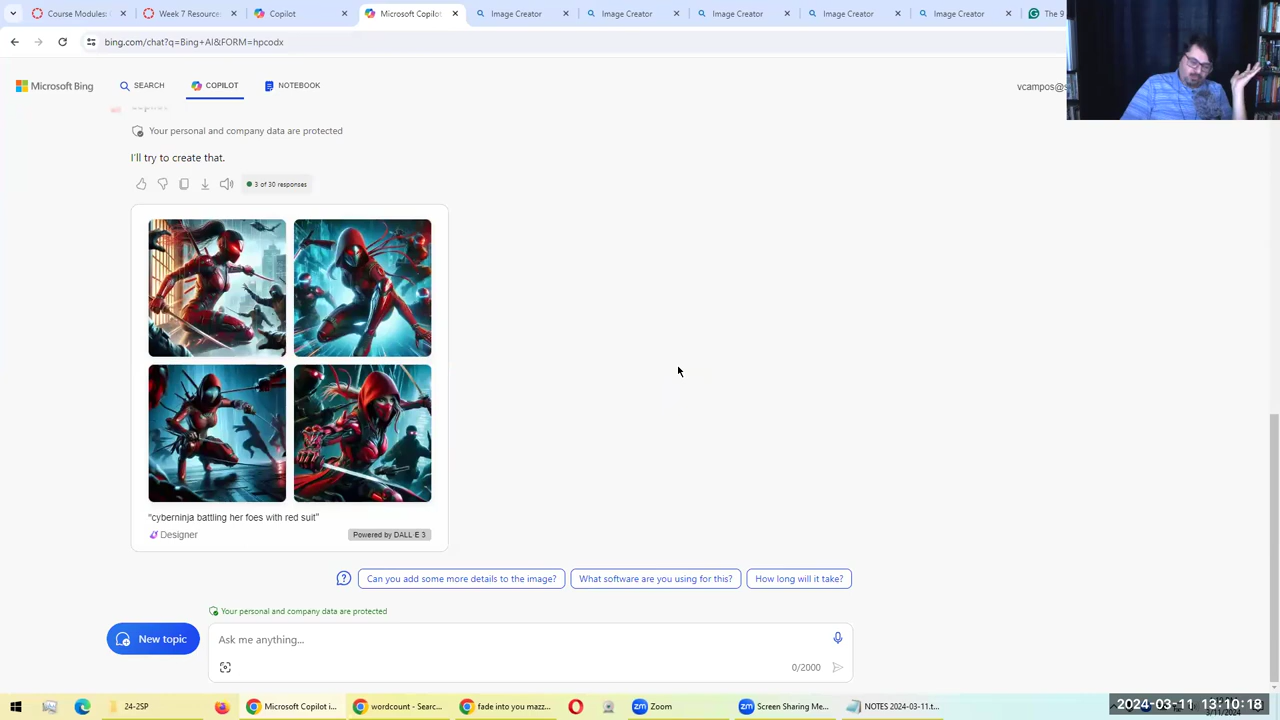 Course Modules:
Week 7 Resource
Copilot
Microsoft Copilot
Image Creator
Image Creator
Image Creator
Image Creator
Image Creator
The 9
bing.com/chat?q=Bing+AI&FORM=hpcodx
Microsoft Bing
SEARCH
COPILOT
NOTEBOOK
vcampos@
Your personal and company data are protected
I'll try to create that.
3 of 30 responses
"cyberninja battling her foes with red suit"
Designer
Powered by DALL·E 3
Can you add some more details to the image?
What software are you using for this?
How long will it take?
Your personal and company data are protected
New topic
Ask me anything...
0/2000
24-2SP
Microsoft Copilot i...
wordcount - Searc...
fade into you mazz...
Zoom
Screen Sharing Me...
NOTES 2024-03-11.t...
2024-03-11 13:10:18
3/11/2024